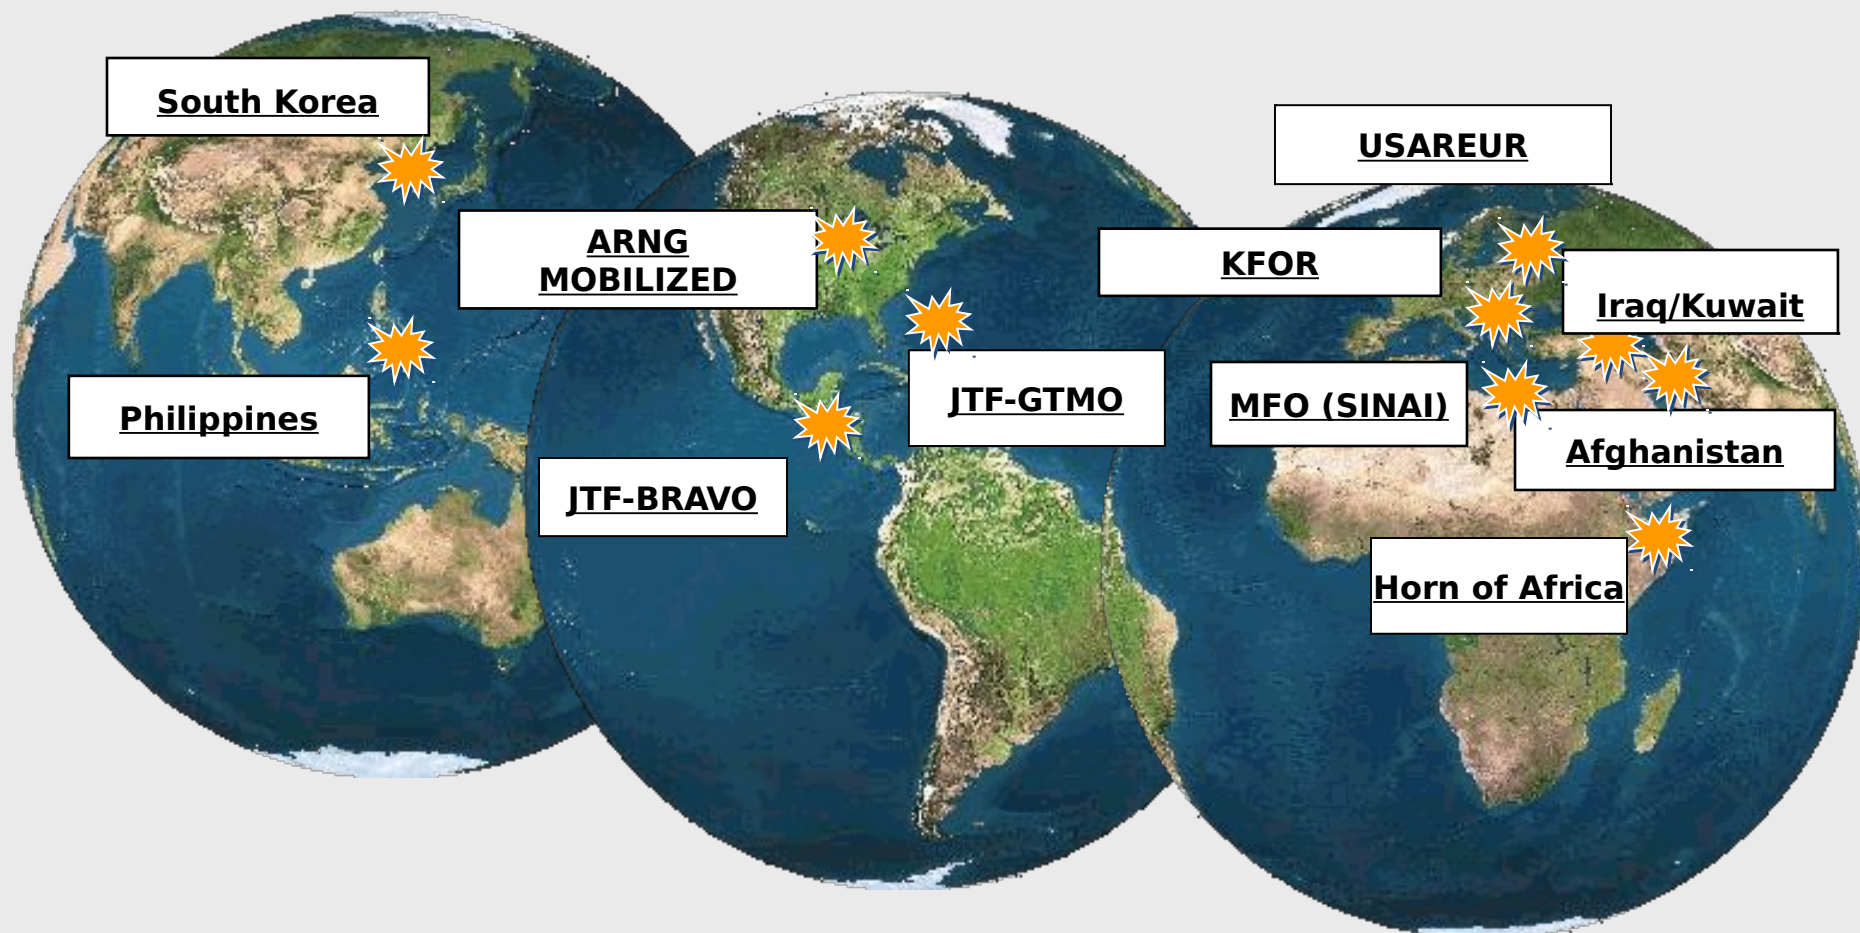 South Korea
USAREUR
ARNG
MOBILIZED
KFOR
Iraq/Kuwait
JTF-GTMO
MFO (SINAI)
Philippines
Afghanistan
JTF-BRAVO
Horn of Africa